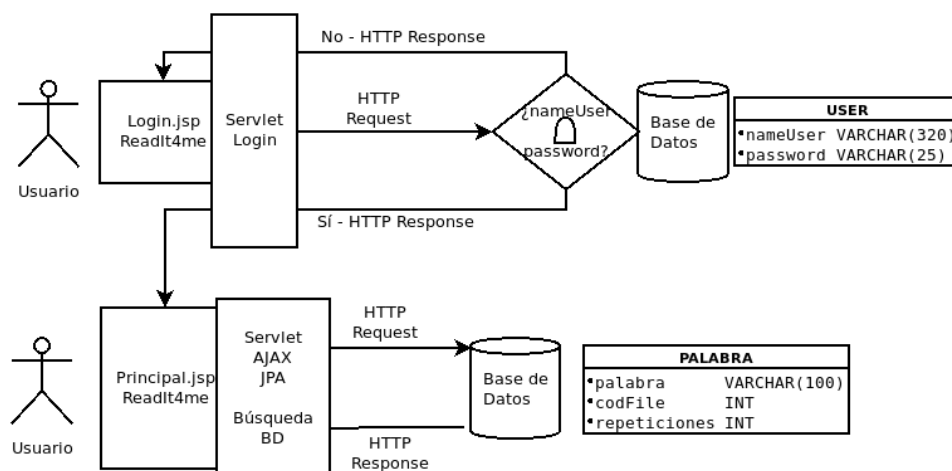 No - HTTP Response
Usuario
Login.jsp
ReadIt4me
Servlet
Login
HTTP
Request
¿nameUser
password?
Base de
Datos
USER
nameUser VARCHAR(320)
password VARCHAR(25)
Sí - HTTP Response
Usuario
Principal.jsp
ReadIt4me
Servlet
AJAX
JPA
Búsqueda
BD
HTTP
Request
HTTP
Response
Base de
Datos
PALABRA
palabra VARCHAR(100)
codFile INT
repeticiones INT